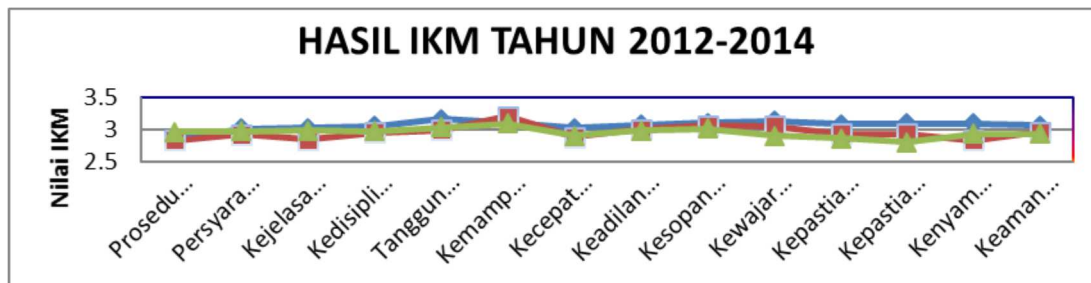 HASIL IKM TAHUN 2012-2014
Nilai IKM
3.5
3
2.5
Prosedu...
Persyara...
Kejelasa...
Kedisipli...
Tanggun...
Kemamp...
Kecepat...
Keadilan...
Kesopan...
Kewajar...
Kepastia...
Kepastia...
Kenyam...
Keaman...